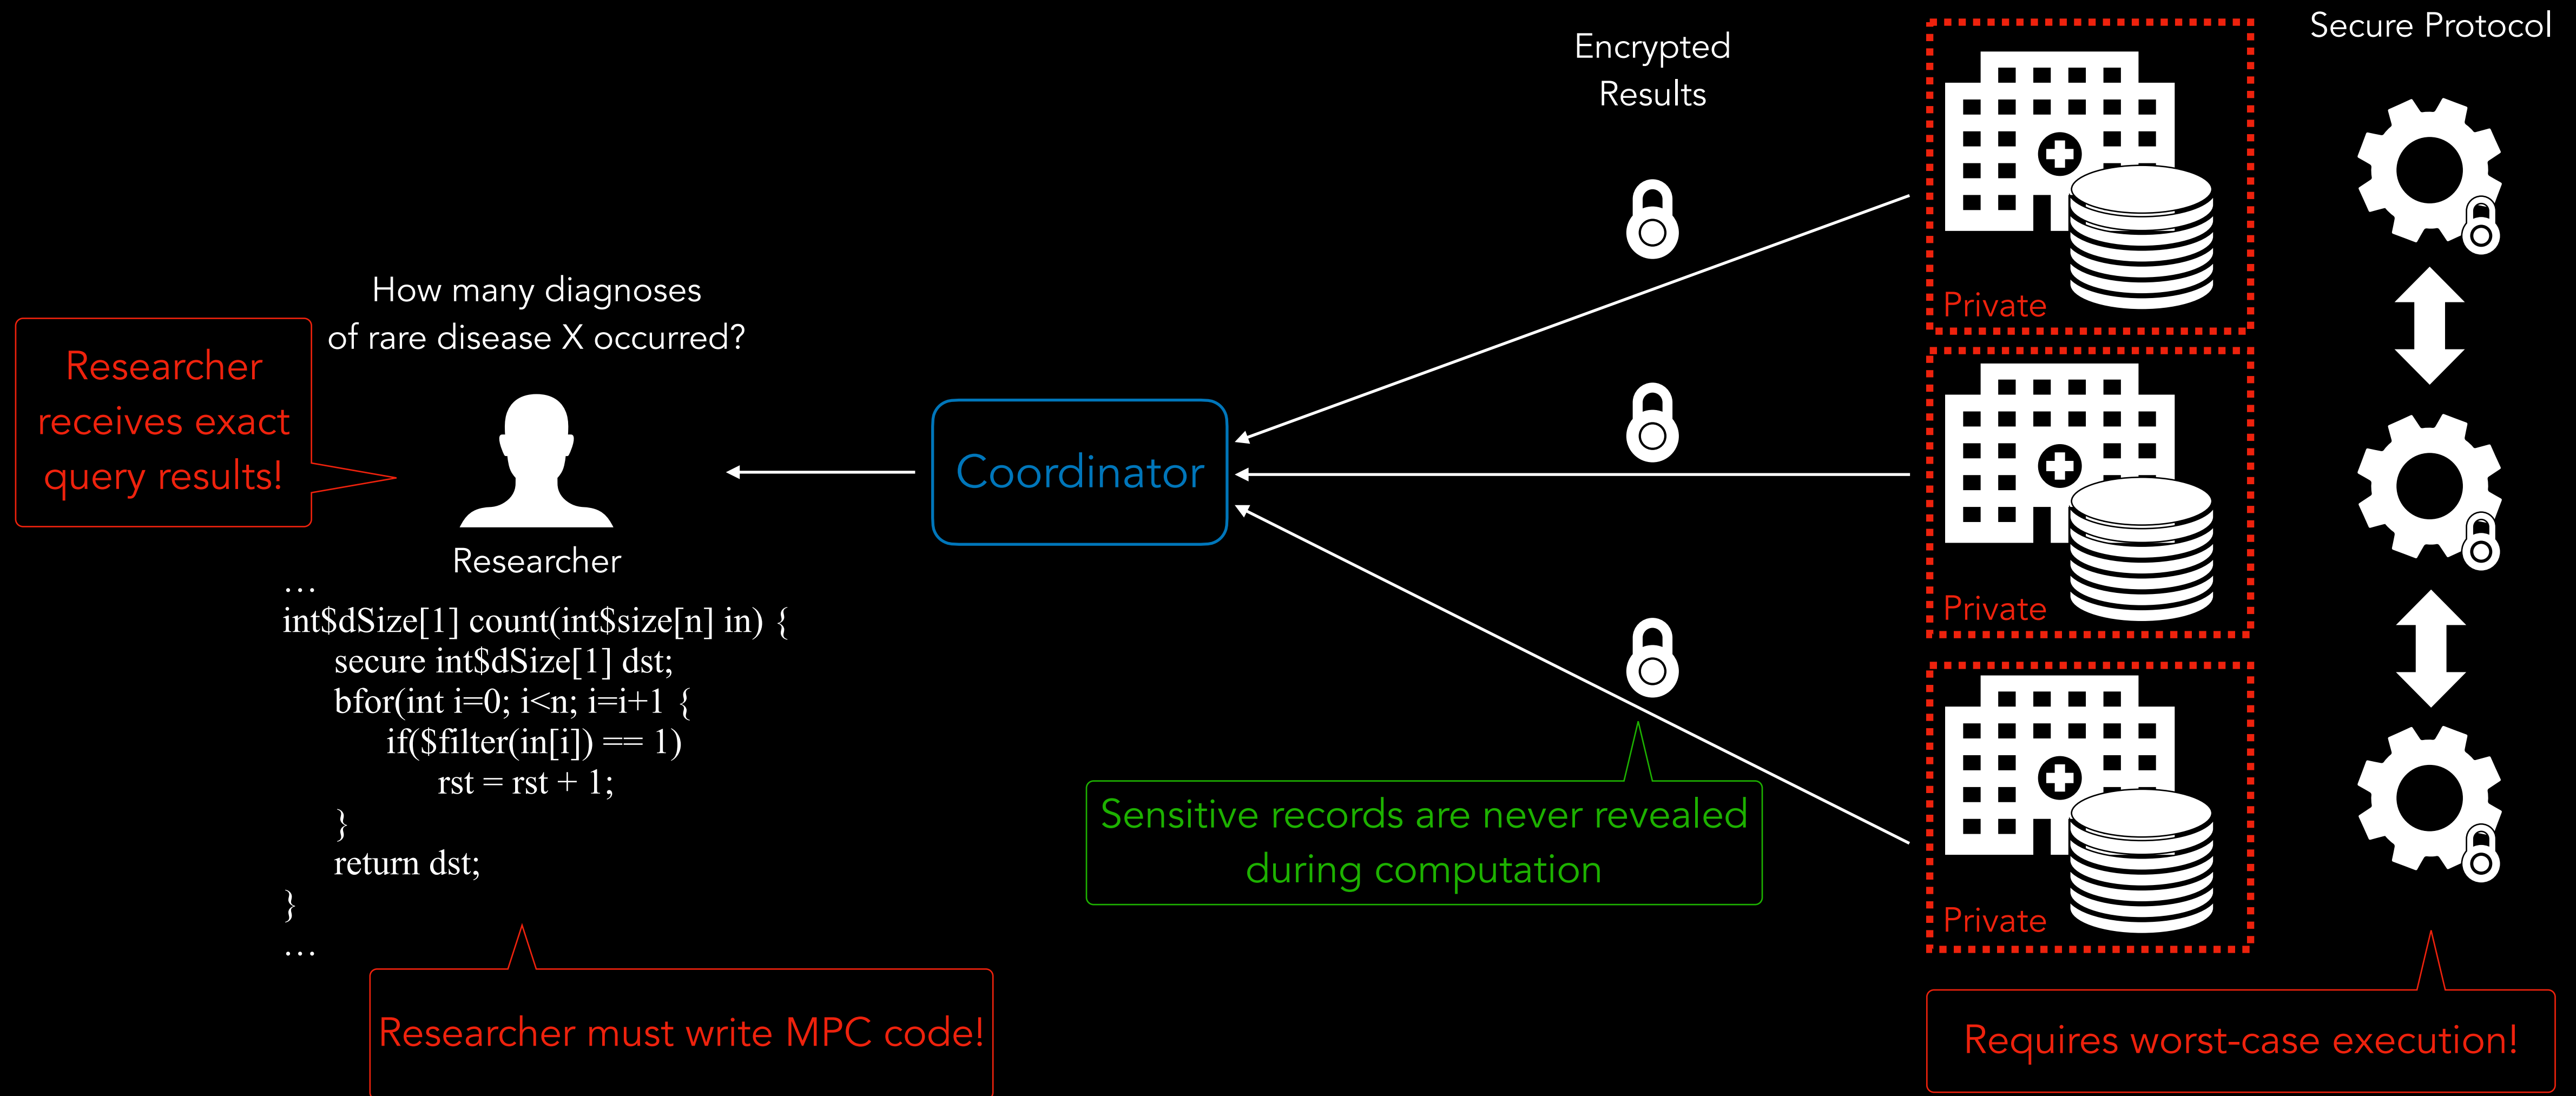 Secure Protocol
Encrypted
Results
Private
How many diagnoses
of rare disease X occurred?
Researcher
receives exact
query results!
Coordinator
Researcher
Private
…
int$dSize[1] count(int$size[n] in) {
secure int$dSize[1] dst;
bfor(int i=0; i<n; i=i+1 {
if($filter(in[i]) == 1)
rst = rst + 1;
}
return dst;
}
…
Sensitive records are never revealed
during computation
Private
Researcher must write MPC code!
Requires worst-case execution!